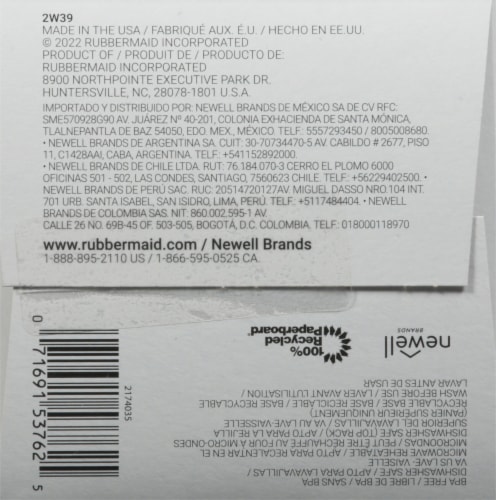 2W39
MADE IN THE USA / FABRIQUÉ AUX. É.U. / HECHO EN EE.UU.
© 2022 RUBBERMAID INCORPORATED
PRODUCT OF / PRODUIT DE / PRODUCTO DE:
RUBBERMAID INCORPORATED
8900 NORTHPOINTE EXECUTIVE PARK DR.
HUNTERSVILLE, NC, 28078-1801 U.S.A.
IMPORTADO Y DISTRIBUIDO POR: NEWELL BRANDS DE MÉXICO SA DE CV RFC:
SME570928G90 AV. JUÁREZ Nº 40-201, COLONIA EXHACIENDA DE SANTA MÓNICA,
TLALNEPANTLA DE BAZ 54050, EDO. MEX., MÉXICO. TELF.: 5557293450 / 8005008680.
• NEWELL BRANDS DE ARGENTINA SA. CUIT: 30-70734470-5 AV. CABILDO # 2677, PISO
11, C1428AAI, CABA, ARGENTINA. TELF.: +541152892000.
• NEWELL BRANDS DE CHILE LTDA. RUT: 76.184.070-3 CERRO EL PLOMO 6000
OFICINAS 501 - 502, LAS CONDES, SANTIAGO, 7560623 CHILE. TELF.: +56229402500. •
NEWELL BRANDS DE PERÚ SAC. RUC: 20514720127AV. MIGUEL DASSO NRO.104 INT.
701 URB. SANTA ISABEL, SAN ISIDRO, LIMA, PERÚ. TELF.: +5117484404. • NEWELL
BRANDS DE COLOMBIA SAS. NIT: 860.002.595-1 AV.
CALLE 26 NO. 69B-45 OF. 503-505, BOGOTÁ, D.C. COLOMBIA. TELF.: 018000118970
www.rubbermaid.com / Newell Brands
1-888-895-2110 US / 1-866-595-0525 CA.
BPA FREE / LIBRE DE BPA / SANS BPA
DISHWASHER SAFE / APTO PARA LAVAVAJILLAS /
VA US LAVE-VAISSELLE
MICROWAVE REHEATABLE / APTO PARA RECALENTAR EN EL
MICROONDAS / PEUT ÊTRE RÉCHAUFFÉ AU FOUR À MICRO-ONDES
DISHWASHER SAFE (TOP RACK) / APTO PARA LA REJILLA
SUPERIOR DEL LAVAVAJILLAS / VA AU LAVE-VAISSELLE
(PANIER SUPÉRIEUR UNIQUEMENT)
RECYCLABLE BASE / BASE RECICLABLE / BASE RECYCLABLE
WASH BEFORE USE / LAVER AVANT L'UTILISATION /
LAVAR ANTES DE USAR
newell
BRANDS
100%
Recycled
Paperboard
2174035
0 71691 53762 5